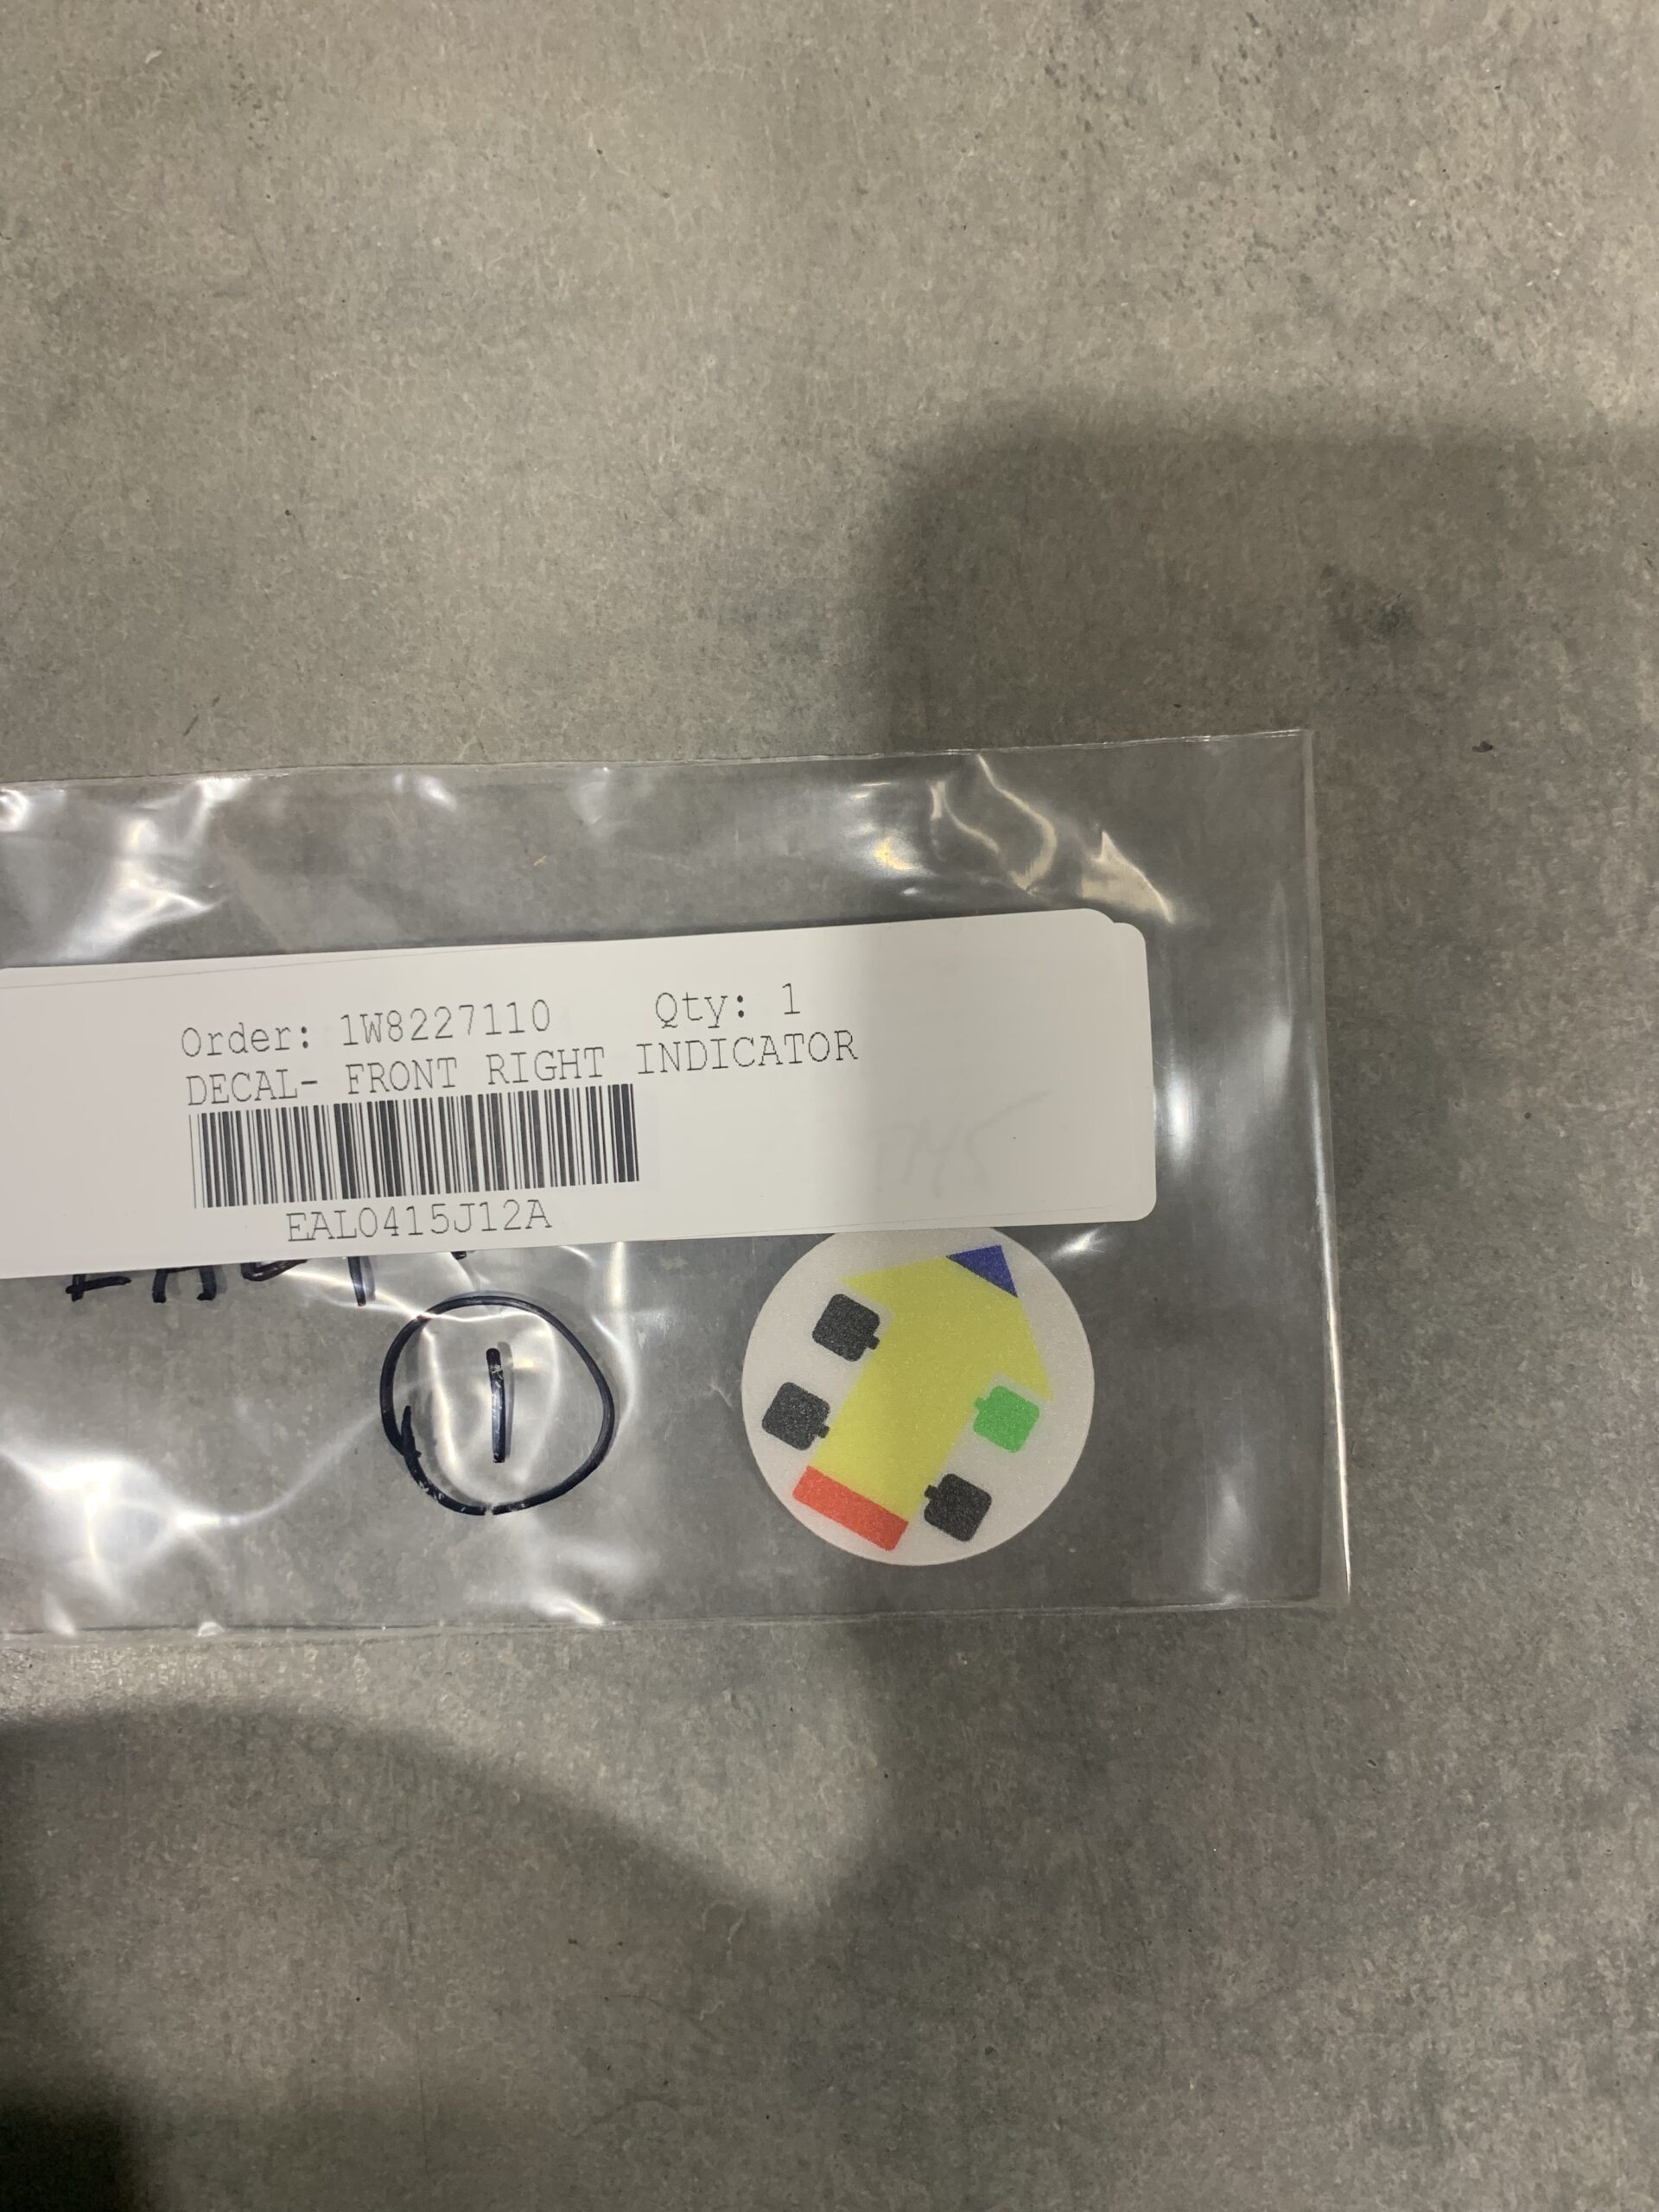 Order: 1W8227110 Qty: 1
DECAL- FRONT RIGHT INDICATOR
EAL0415J12A
1